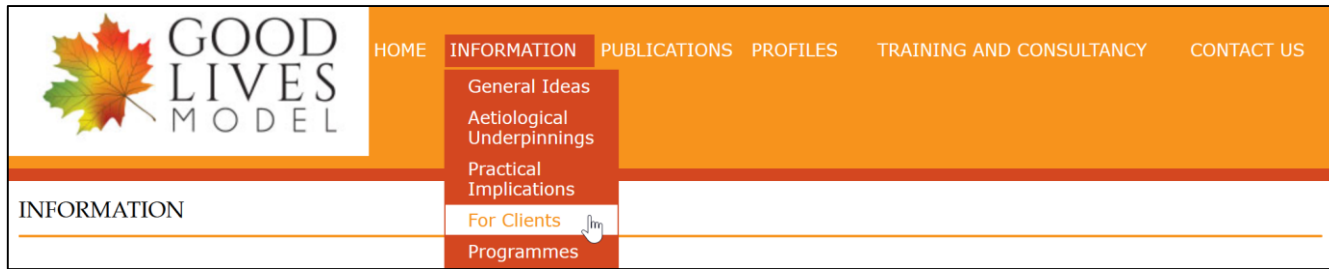 GOOD
LIVES
MODEL
HOME INFORMATION PUBLICATIONS PROFILES TRAINING AND CONSULTANCY CONTACT US
General Ideas
Aetiological
Underpinnings
Practical
Implications
For Clients
Programmes
INFORMATION